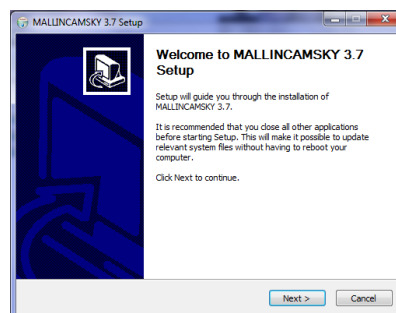 MALLINCAMSKY 3.7 Setup
Welcome to MALLINCAMSKY 3.7
Setup
Setup will guide you through the installation of
MALLINCAMSKY 3.7.
It is recommended that you close all other applications
before starting Setup. This will make it possible to update
relevant system files without having to reboot your
computer.
Click Next to continue.
Next > Cancel